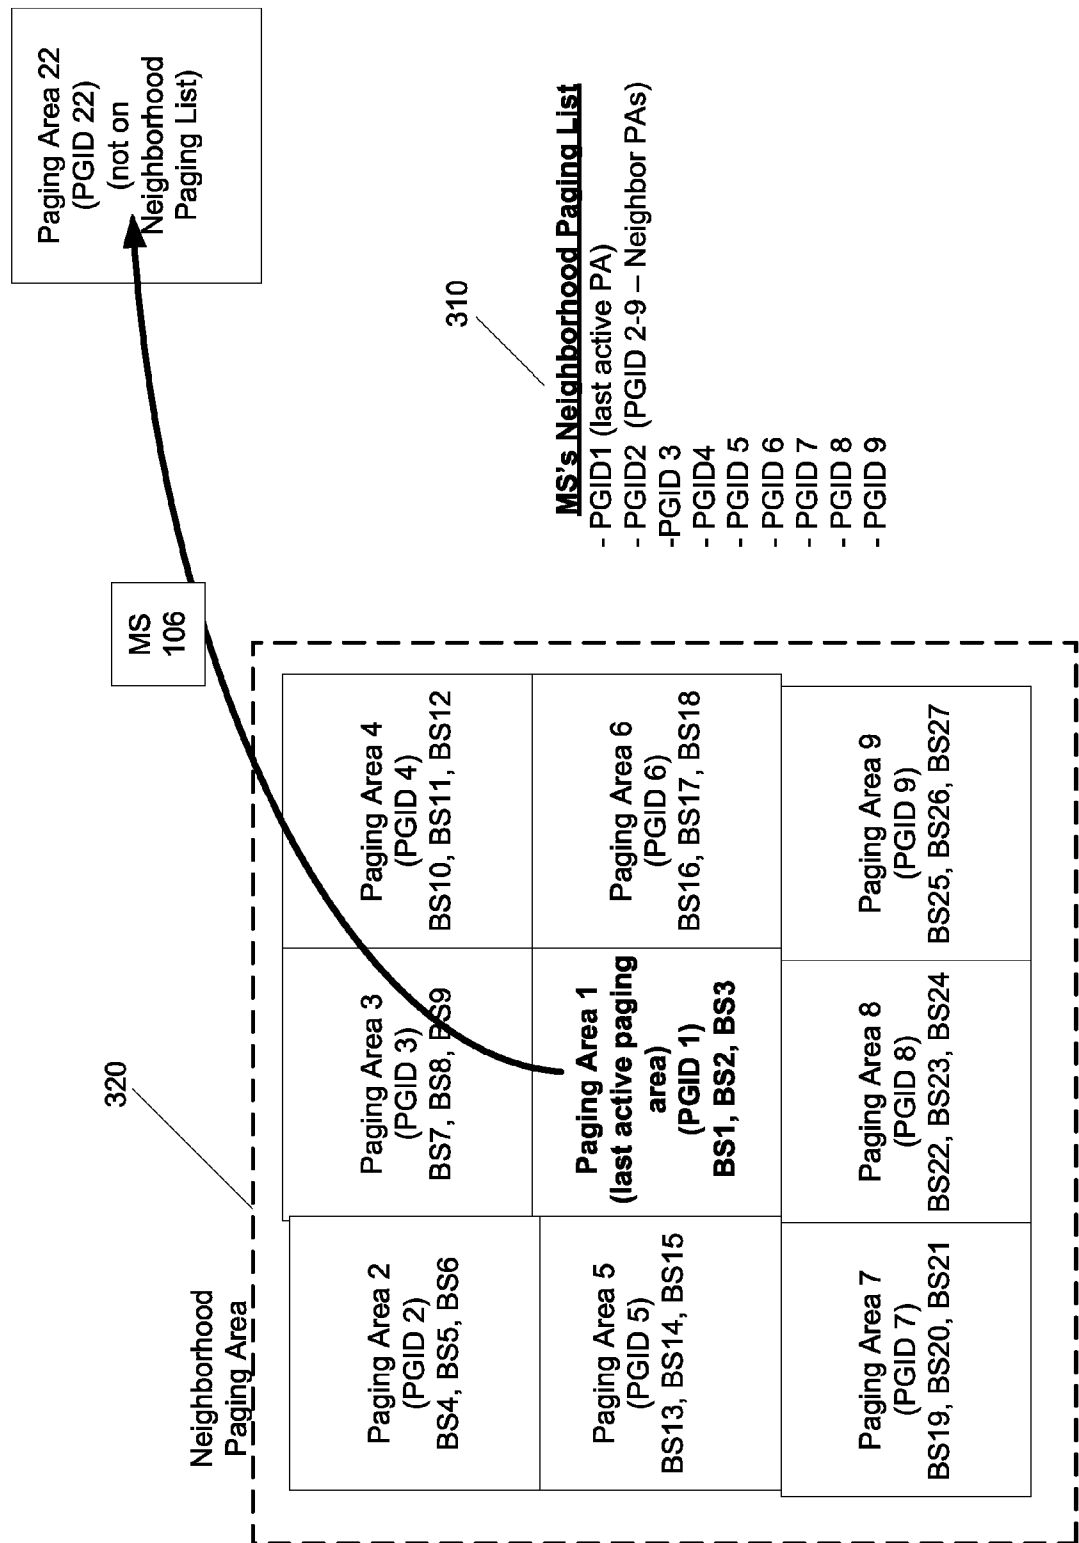 Neighborhood
Paging Area
320
MS
106
Paging Area 22
(PGID 22)
(not on
Neighborhood
Paging List)
Paging Area 2
(PGID 2)
BS4, BS5, BS6
Paging Area 3
(PGID 3)
BS7, BS8, BS9
Paging Area 4
(PGID 4)
BS10, BS11, BS12
Paging Area 5
(PGID 5)
BS13, BS14, BS15
Paging Area 1
(last active paging
area)
(PGID 1)
BS1, BS2, BS3
Paging Area 6
(PGID 6)
BS16, BS17, BS18
Paging Area 7
(PGID 7)
BS19, BS20, BS21
Paging Area 8
(PGID 8)
BS22, BS23, BS24
Paging Area 9
(PGID 9)
BS25, BS26, BS27
310
MS's Neighborhood Paging List
- PGID1 (last active PA)
- PGID2 (PGID 2-9 – Neighbor PAs)
-PGID 3
- PGID4
- PGID 5
- PGID 6
- PGID 7
- PGID 8
- PGID 9